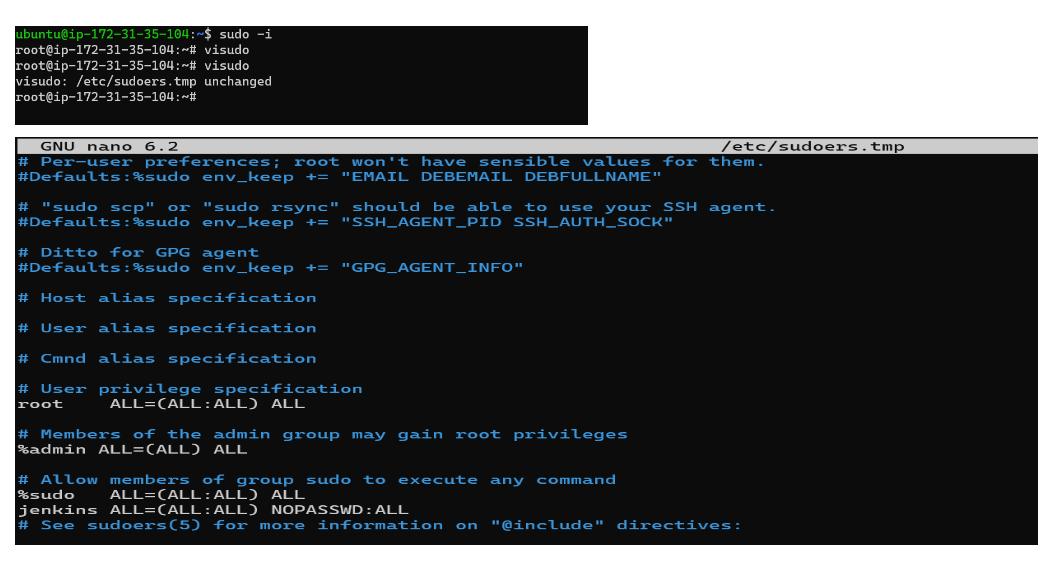 ubuntu@ip-172-31-35-104:~$ sudo -i
root@ip-172-31-35-104:~# visudo
root@ip-172-31-35-104:~# visudo
visudo: /etc/sudoers.tmp unchanged
root@ip-172-31-35-104:~#
GNU nano 6.2 /etc/sudoers.tmp
# Per-user preferences; root won't have sensible values for them.
#Defaults:%sudo env_keep += "EMAIL DEBEMAIL DEBFULLNAME"
# "sudo scp" or "sudo rsync" should be able to use your SSH agent.
#Defaults:%sudo env_keep += "SSH_AGENT_PID SSH_AUTH_SOCK"
# Ditto for GPG agent
#Defaults:%sudo env_keep += "GPG_AGENT_INFO"
# Host alias specification
# User alias specification
# Cmnd alias specification
# User privilege specification
root    ALL=(ALL:ALL) ALL
# Members of the admin group may gain root privileges
%admin ALL=(ALL) ALL
# Allow members of group sudo to execute any command
%sudo   ALL=(ALL:ALL) ALL
jenkins ALL=(ALL:ALL) NOPASSWD:ALL
# See sudoers(5) for more information on "@include" directives: